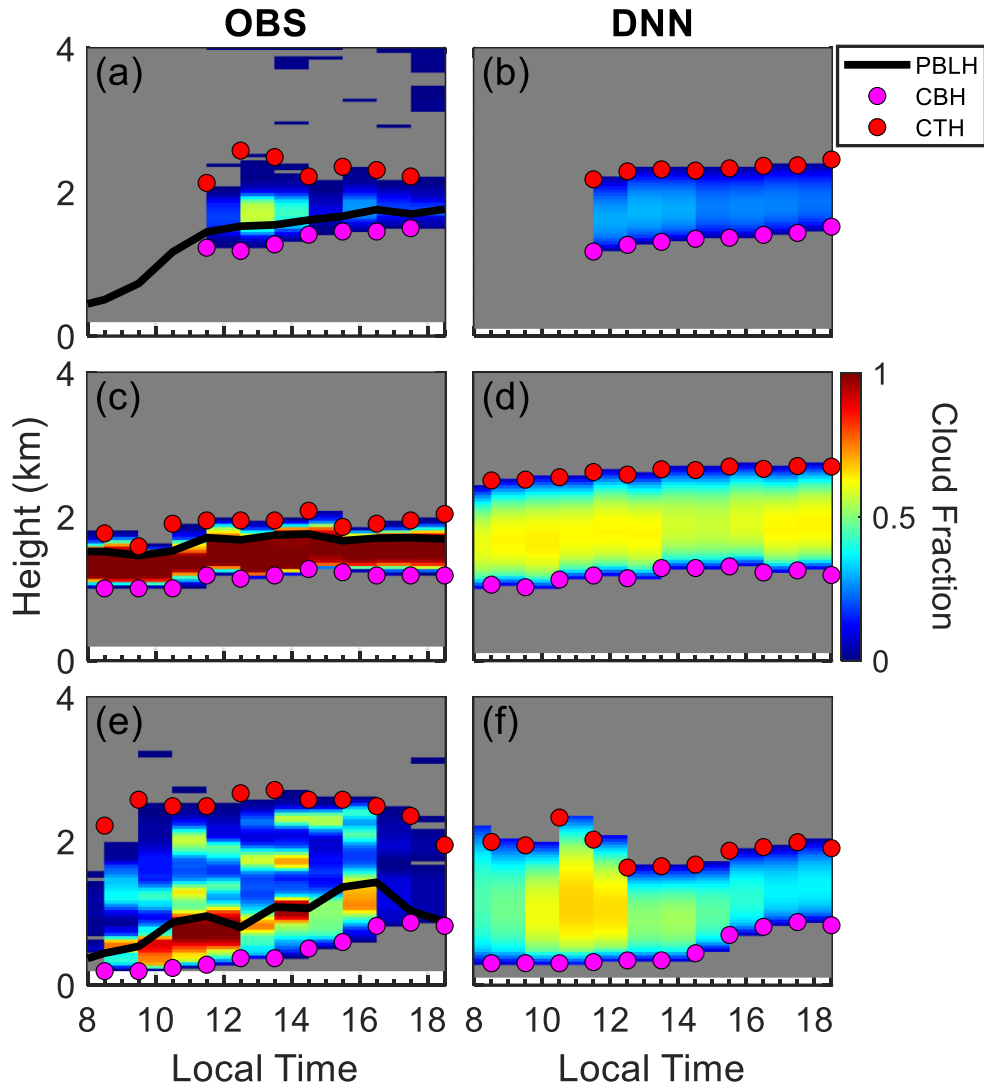 OBS DNN
4 (a) (b) PBLH
CBH
CTH
2
0
4 (c) (d) 1
2 0.5
0 0
Height (km)
Cloud Fraction
4 (e) (f)
2
0
8 10 12 14 16 18 8 10 12 14 16 18
Local Time Local Time